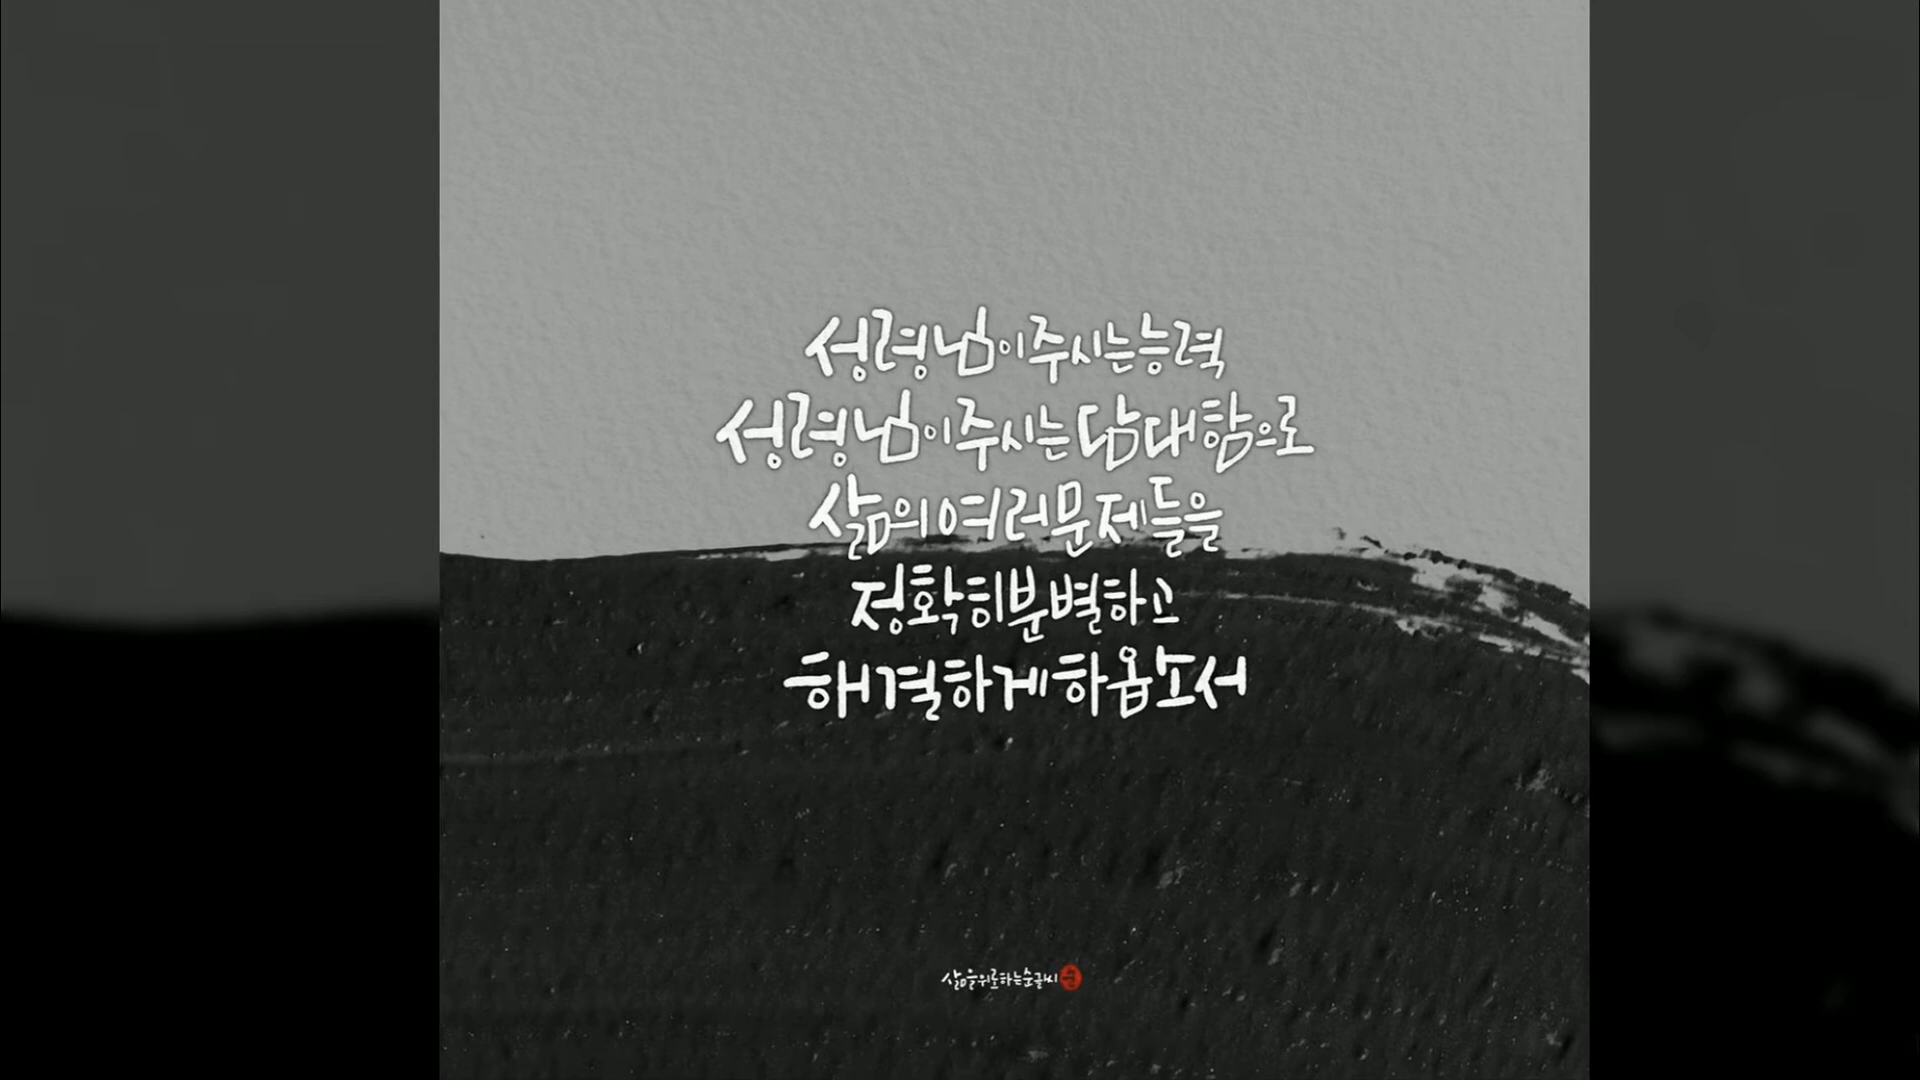 성령님이 주시는 능력
성령님이 주시는 담대함으로
삶의 여러 문제들을
정확히 분별하고
해결하게 하옵소서
삶을위로하는순글씨